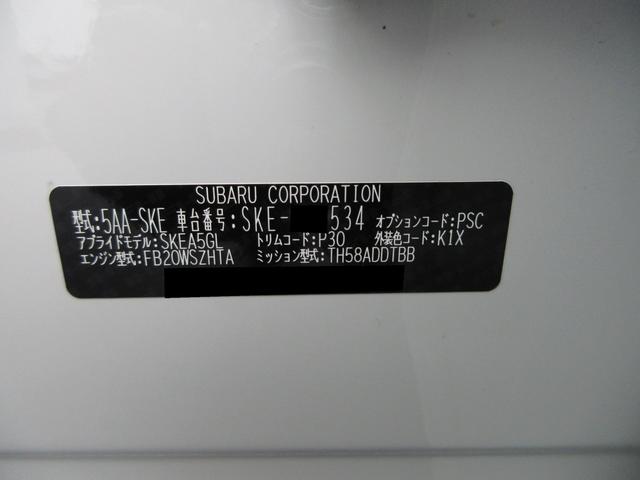 SUBARU CORPORATION
型式:5AA-SKE 車台番号:SKE- 534 オプションコード:PSC
アプライドモデル:SKEA5GL トリムコード:P30 外装色コード:K1X
エンジン型式:FB20WSZHTA ミッション型式:TH58ADDTBB